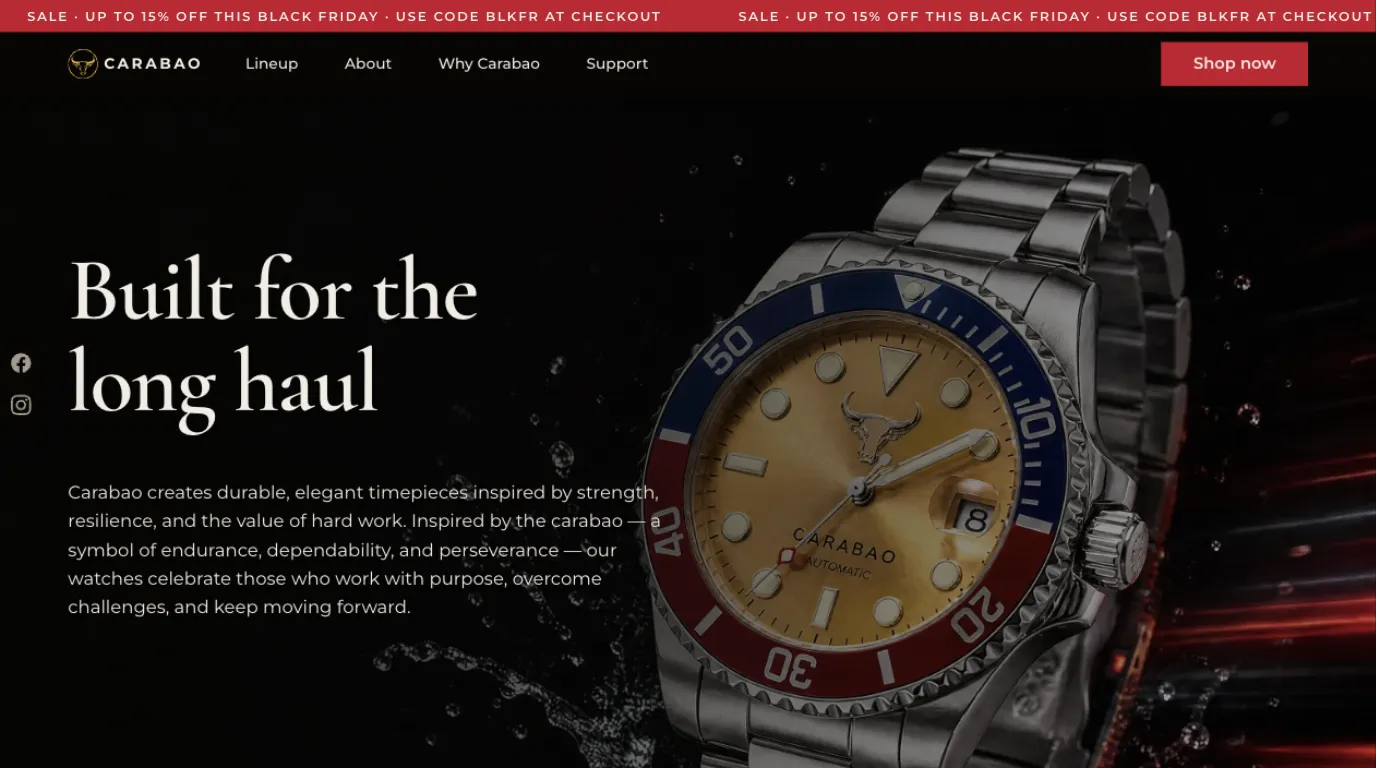 SALE · UP TO 15% OFF THIS BLACK FRIDAY · USE CODE BLKFR AT CHECKOUT SALE · UP TO 15% OFF THIS BLACK FRIDAY · USE CODE BLKFR AT CHECKOUT
CARABAO Lineup About Why Carabao Support Shop now
Built for the
long haul
Carabao creates durable, elegant timepieces inspired by strength,
resilience, and the value of hard work. Inspired by the carabao — a
symbol of endurance, dependability, and perseverance — our
watches celebrate those who work with purpose, overcome
challenges, and keep moving forward.
50
10
8
40
CARABAO
AUTOMATIC
20
30